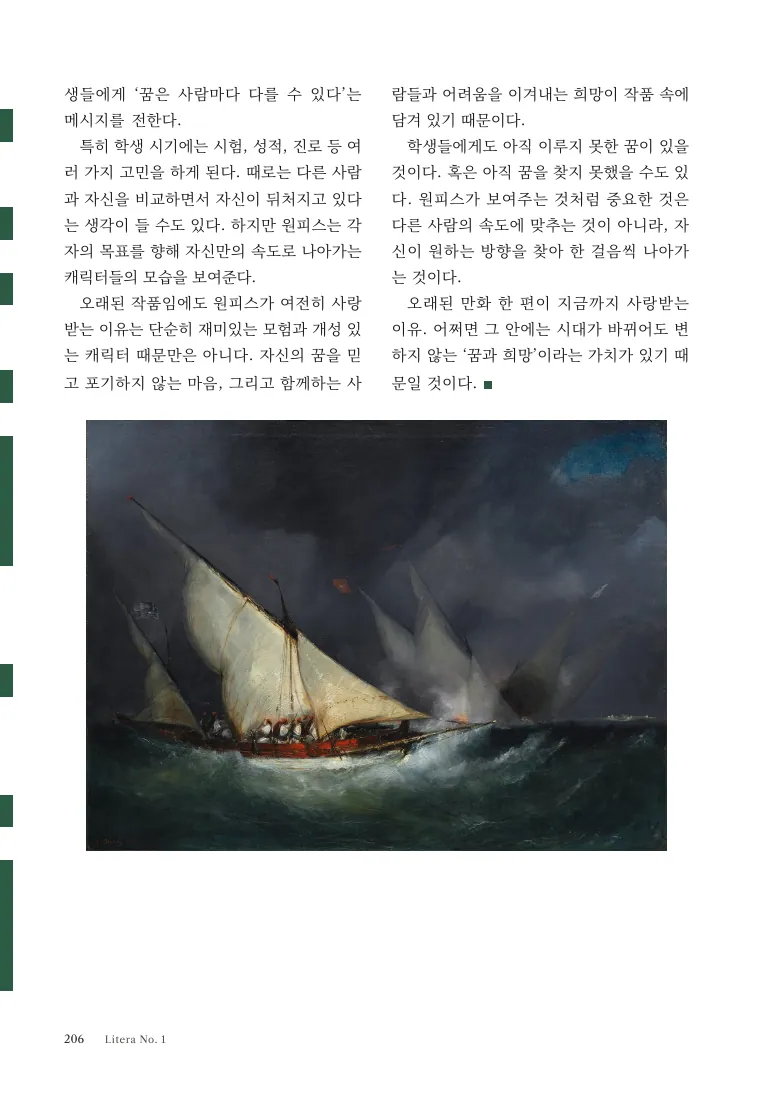 생들에게 ‘꿈은 사람마다 다를 수 있다’는
메시지를 전한다.
특히 학생 시기에는 시험, 성적, 진로 등 여
러 가지 고민을 하게 된다. 때로는 다른 사람
과 자신을 비교하면서 자신이 뒤처지고 있다
는 생각이 들 수도 있다. 하지만 원피스는 각
자의 목표를 향해 자신만의 속도로 나아가는
캐릭터들의 모습을 보여준다.
오래된 작품임에도 원피스가 여전히 사랑
받는 이유는 단순히 재미있는 모험과 개성 있
는 캐릭터 때문만은 아니다. 자신의 꿈을 믿
고 포기하지 않는 마음, 그리고 함께하는 사
람들과 어려움을 이겨내는 희망이 작품 속에
담겨 있기 때문이다.
학생들에게도 아직 이루지 못한 꿈이 있을
것이다. 혹은 아직 꿈을 찾지 못했을 수도 있
다. 원피스가 보여주는 것처럼 중요한 것은
다른 사람의 속도에 맞추는 것이 아니라, 자
신이 원하는 방향을 찾아 한 걸음씩 나아가
는 것이다.
오래된 만화 한 편이 지금까지 사랑받는
이유. 어쩌면 그 안에는 시대가 바뀌어도 변
하지 않는 ‘꿈과 희망’이라는 가치가 있기 때
문일 것이다. ■
206 Litera No. 1